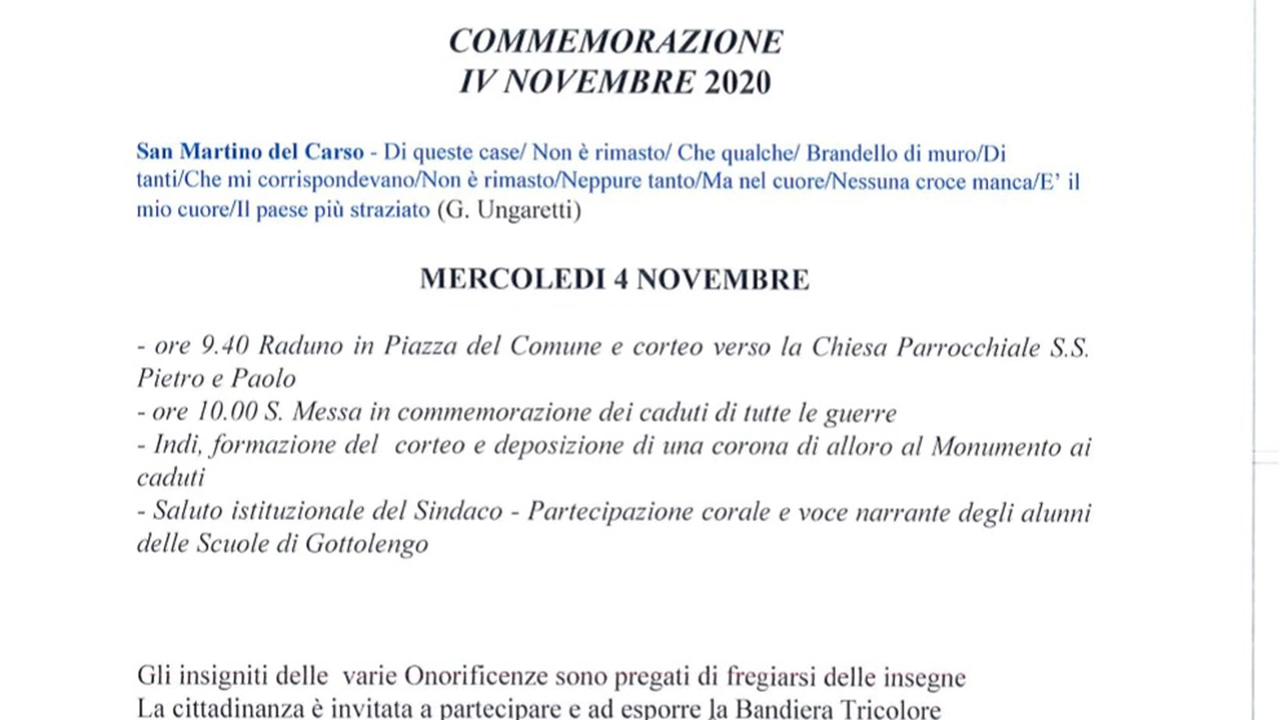 COMMEMORAZIONE
IV NOVEMBRE 2020
San Martino del Carso - Di queste case/ Non è rimasto/ Che qualche/ Brandello di muro/Di
tanti/Che mi corrispondevano/Non è rimasto/Neppure tanto/Ma nel cuore/Nessuna croce manca/E’ il
mio cuore/Il paese più straziato (G. Ungaretti)
MERCOLEDI 4 NOVEMBRE
- ore 9.40 Raduno in Piazza del Comune e corteo verso la Chiesa Parrocchiale S.S.
Pietro e Paolo
- ore 10.00 S. Messa in commemorazione dei caduti di tutte le guerre
- Indi, formazione del corteo e deposizione di una corona di alloro al Monumento ai
caduti
- Saluto istituzionale del Sindaco - Partecipazione corale e voce narrante degli alunni
delle Scuole di Gottolengo
Gli insigniti delle varie Onorificenze sono pregati di fregiarsi delle insegne
La cittadinanza è invitata a partecipare e ad esporre la Bandiera Tricolore